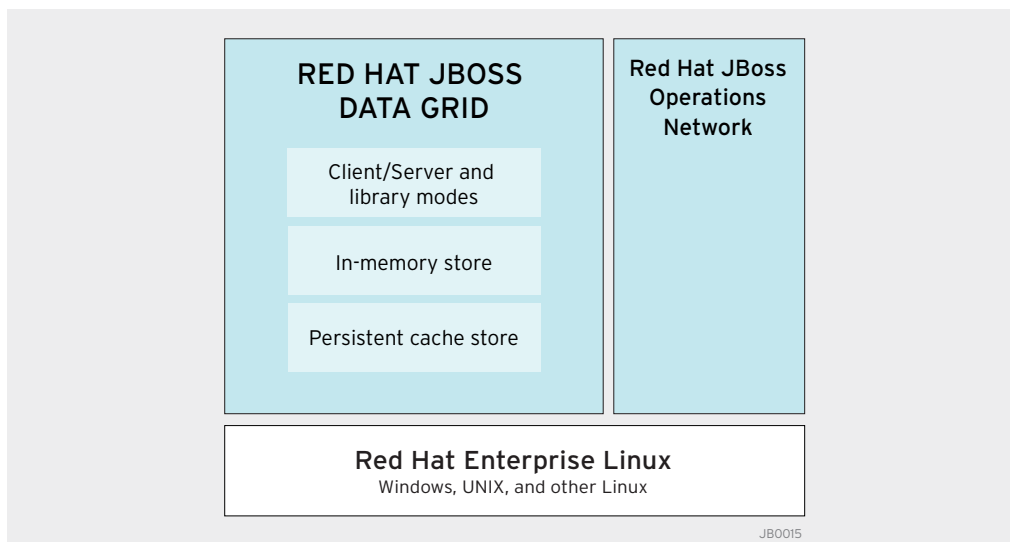 RED HAT JBOSS
DATA GRID
Client/Server and
library modes
In-memory store
Persistent cache store
Red Hat JBoss
Operations
Network
Red Hat Enterprise Linux
Windows, UNIX, and other Linux
JB0015